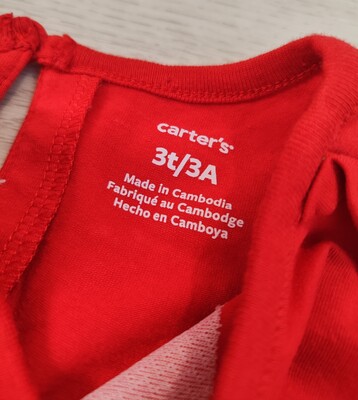 carter's
3t/3A
Made in Cambodia
Fabriqué au Cambodge
Hecho en Camboya